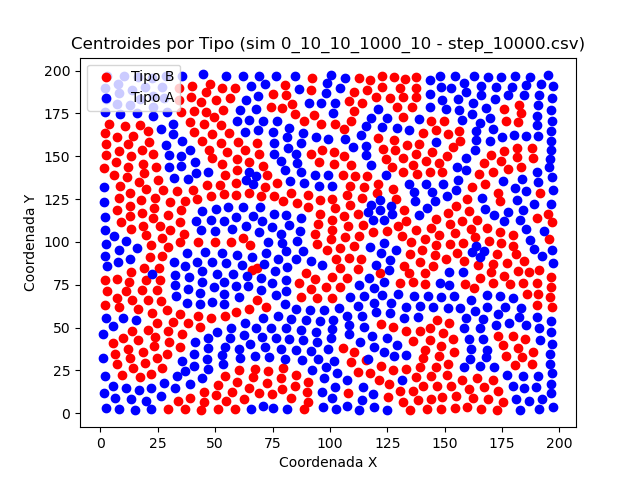 Centroides por Tipo (sim 0_10_10_1000_10 - step_10000.csv)
Tipo B
Tipo A
Coordenada Y
200
175
150
125
100
75
50
25
0
0 25 50 75 100 125 150 175 200
Coordenada X